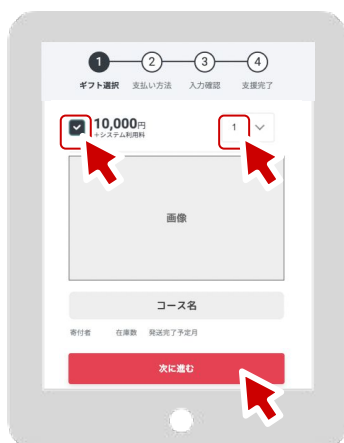 1 2 3 4
ギフト選択 支払い方法 入力確認 支援完了
10,000円 1
+システム利用料
画像
コース名
寄付者 在庫数 発送完了予定月
次に進む